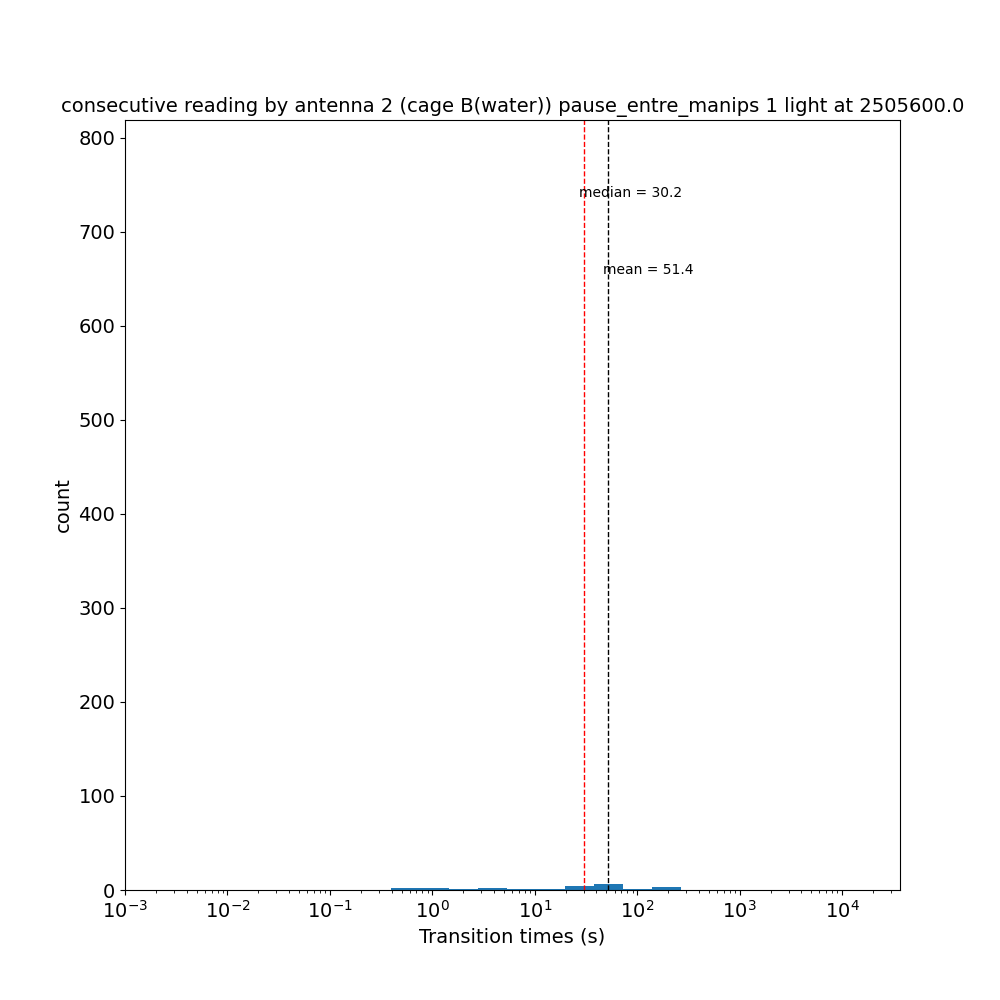 consecutive reading by antenna 2 (cage B(water)) pause_entre_manips 1 light at 2505600.0
800
median = 30.2
700
mean = 51.4
600
500
count
400
300
200
100
0
10⁻³ 10⁻² 10⁻¹ 10⁰ 10¹ 10² 10³ 10⁴
Transition times (s)